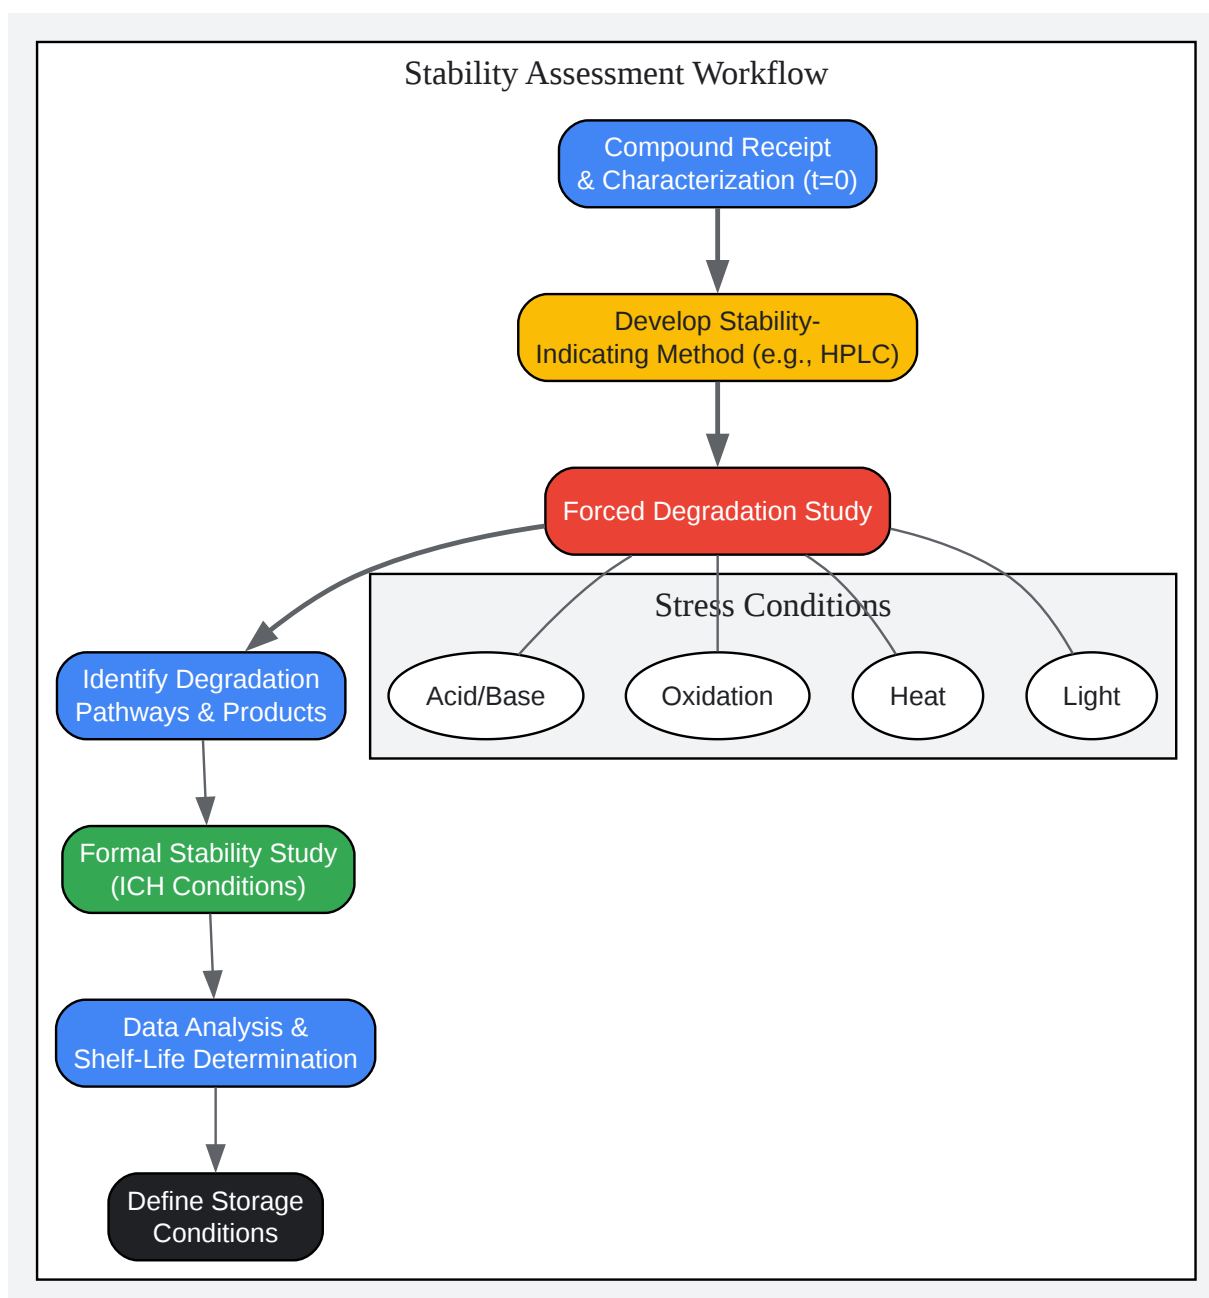 Stability Assessment Workflow
Compound Receipt
& Characterization (t=0)
Develop Stability-
Indicating Method (e.g., HPLC)
Forced Degradation Study
Stress Conditions
Identify Degradation
Pathways & Products
Acid/Base
Oxidation
Heat
Light
Formal Stability Study
(ICH Conditions)
Data Analysis &
Shelf-Life Determination
Define Storage
Conditions